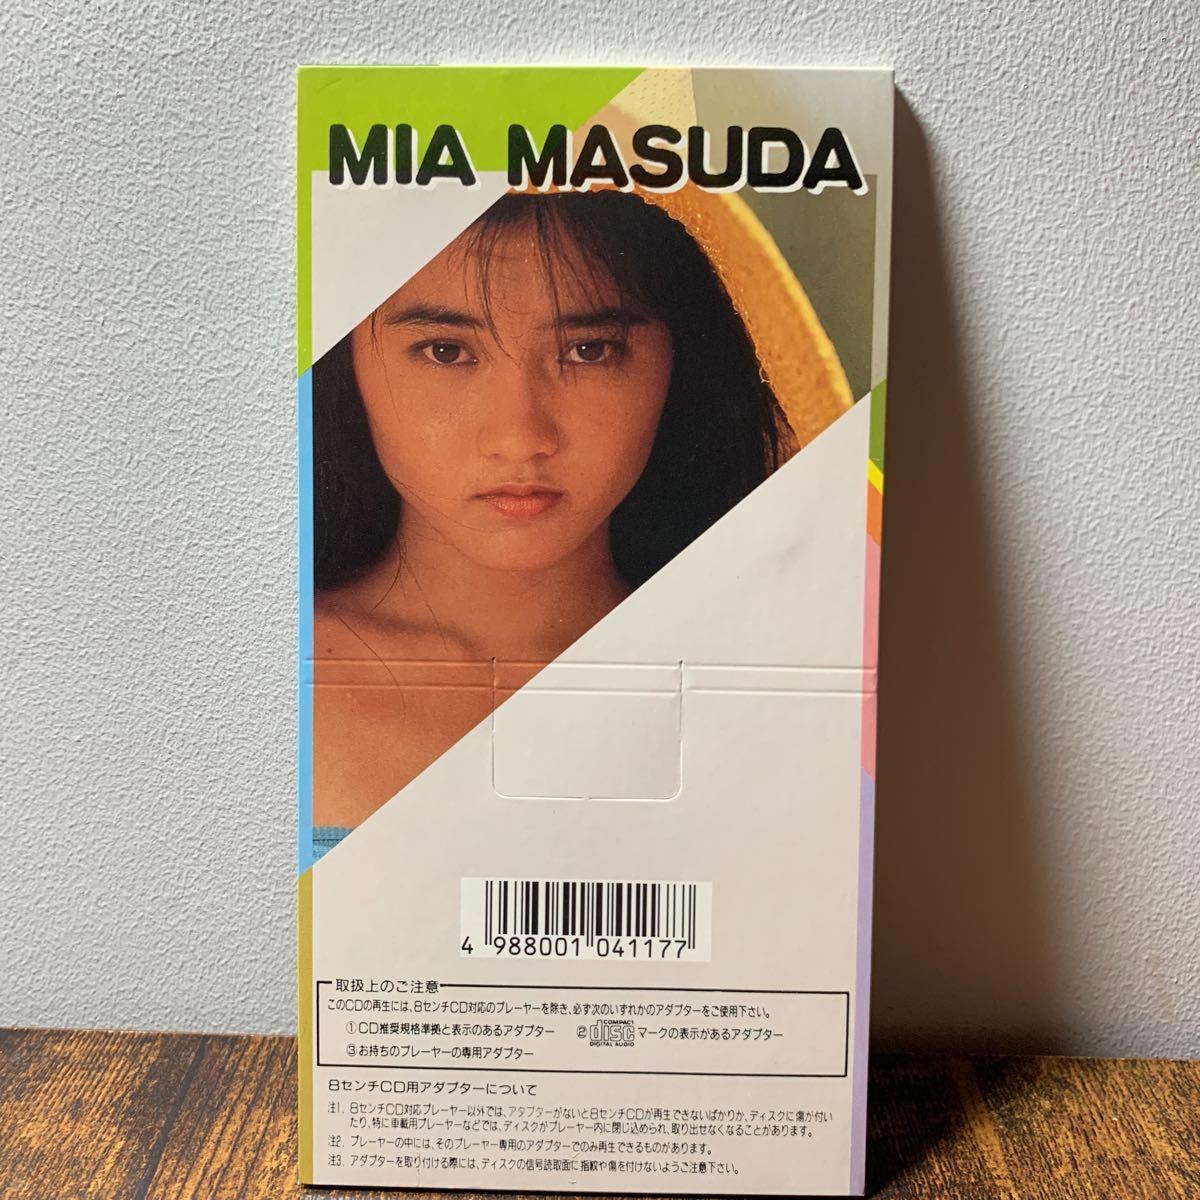 MIA MASUDA
4 988001 041177
取扱上のご注意
このCDの再生には、8センチCD対応のプレーヤーを除き、必ず次のいずれかのアダプターをご使用下さい。
①CD推奨規格準拠と表示のあるアダプター ② COMPACT disc DIGITAL AUDIO マークの表示があるアダプター
③お持ちのプレーヤーの専用アダプター
8センチCD用アダプターについて
注1. 8センチCD対応プレーヤー以外では、アダプターがないと8センチCDが再生できないばかりか、ディスクに傷が付い
たり、特に車載用プレーヤーなどでは、ディスクがプレーヤー内に閉じ込められ、取り出せなくなることがあります。
注2. プレーヤーの中には、そのプレーヤー専用のアダプターでのみ再生できるものがあります。
注3. アダプターを取り付ける際には、ディスクの信号読取面に指紋や傷を付けないようご注意下さい。